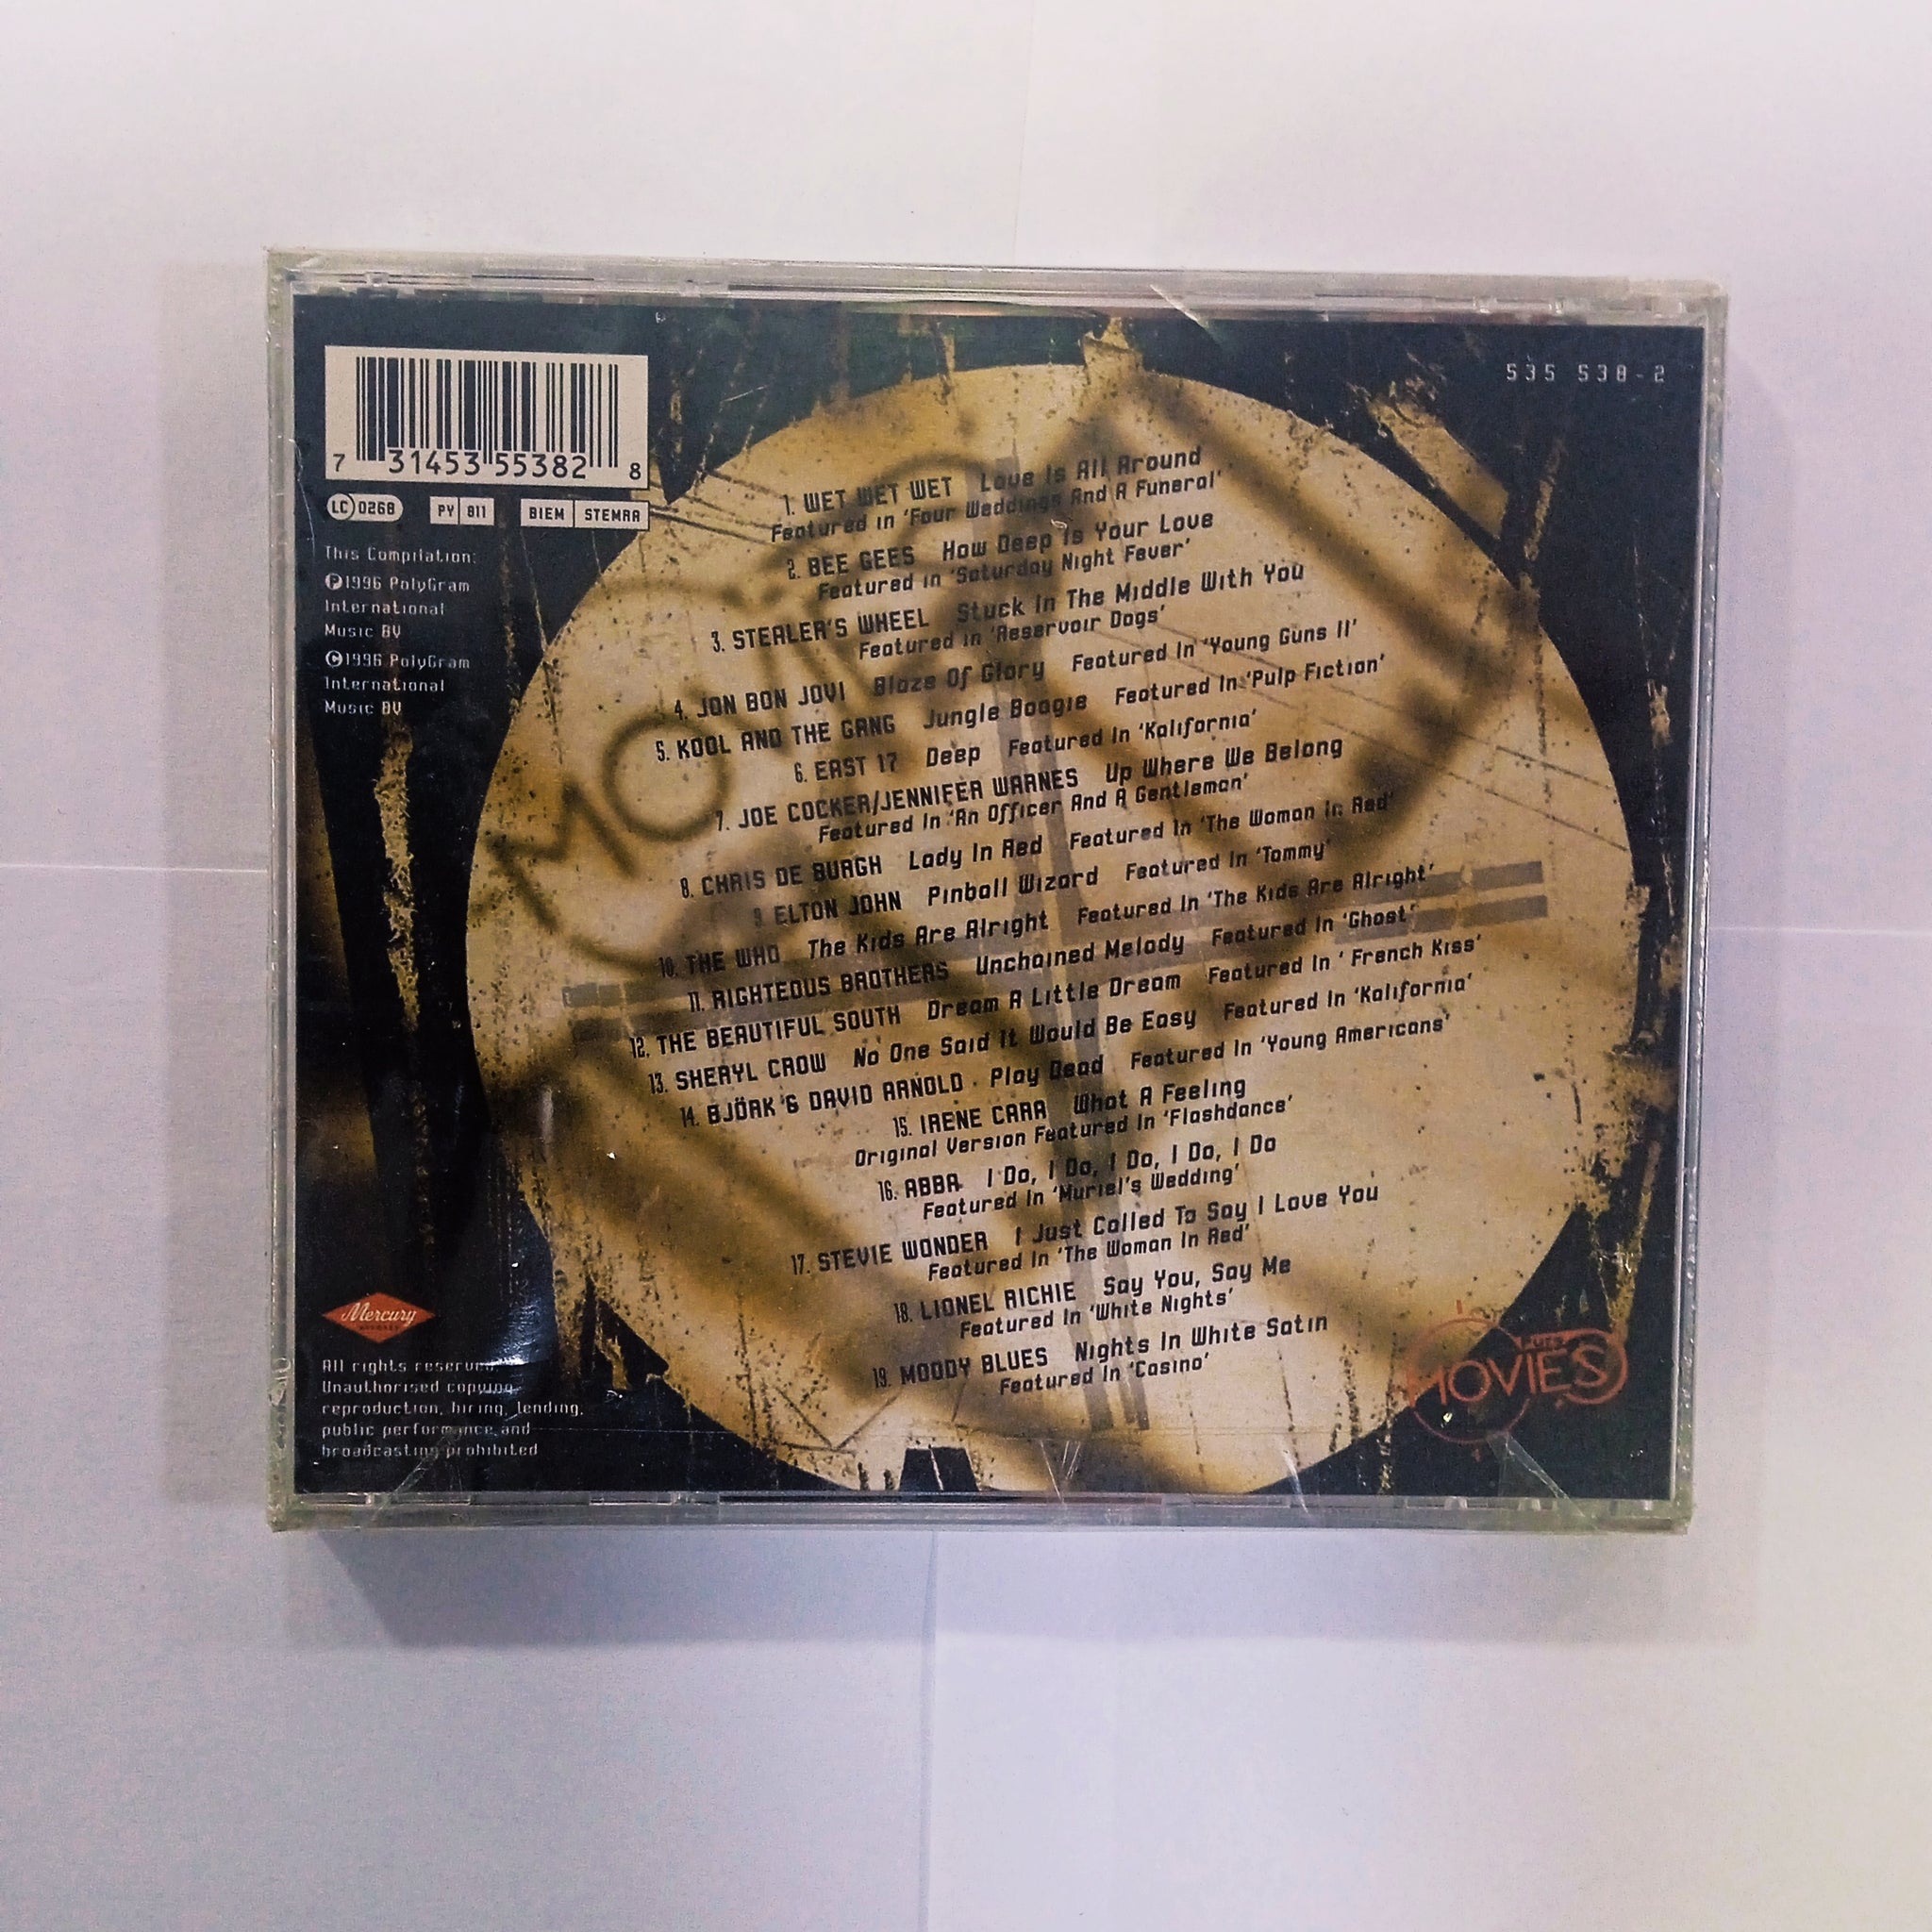 7 31453 55382 8
LC 0268 PY 811 BIEM STEMRA
This Compilation:
℗1996 PolyGram
International
Music BV
©1996 PolyGram
International
Music BV
535 538-2
1. WET WET WET Love Is All Around
Featured in 'Four Weddings And A Funeral'
2. BEE GEES How Deep Is Your Love
Featured in 'Saturday Night Fever'
3. STEALER'S WHEEL Stuck In The Middle With You
Featured in 'Reservoir Dogs'
4. JON BON JOVI Blaze Of Glory Featured In 'Young Guns II'
5. KOOL AND THE GANG Jungle Boogie Featured In 'Pulp Fiction'
6. EAST 17 Deep Featured In 'Kalifornia'
7. JOE COCKER/JENNIFER WARNES Up Where We Belong
Featured In 'An Officer And A Gentleman'
8. CHRIS DE BURGH Lady In Red Featured In 'The Woman In Red'
9 ELTON JOHN Pinball Wizard Featured In 'Tommy'
10. THE WHO The Kids Are Alright Featured In 'The Kids Are Alright'
11. RIGHTEOUS BROTHERS Unchained Melody Featured In 'Ghost'
12. THE BEAUTIFUL SOUTH Dream A Little Dream Featured In ' French Kiss'
13. SHERYL CROW No One Said It Would Be Easy Featured In 'Kalifornia'
14. BJÖRK & DAVID ARNOLD Play Dead Featured In 'Young Americans'
15. IRENE CARA What A Feeling
Original Version Featured In 'Flashdance'
16. ABBA I Do, I Do, I Do, I Do, I Do
Featured In 'Muriel's Wedding'
17. STEVIE WONDER I Just Called To Say I Love You
Featured In 'The Woman In Red'
18. LIONEL RICHIE Say You, Say Me
Featured In 'White Nights'
19. MOODY BLUES Nights In White Satin
Featured In 'Casino'
Mercury
All rights reserved.
Unauthorised copying,
reproduction, hiring, lending,
public performance and
broadcasting prohibited
MOVIES